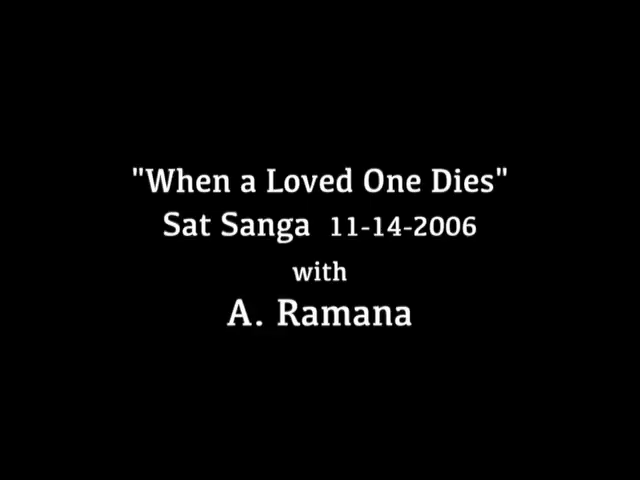 "When a Loved One Dies"
Sat Sanga 11-14-2006
with
A. Ramana